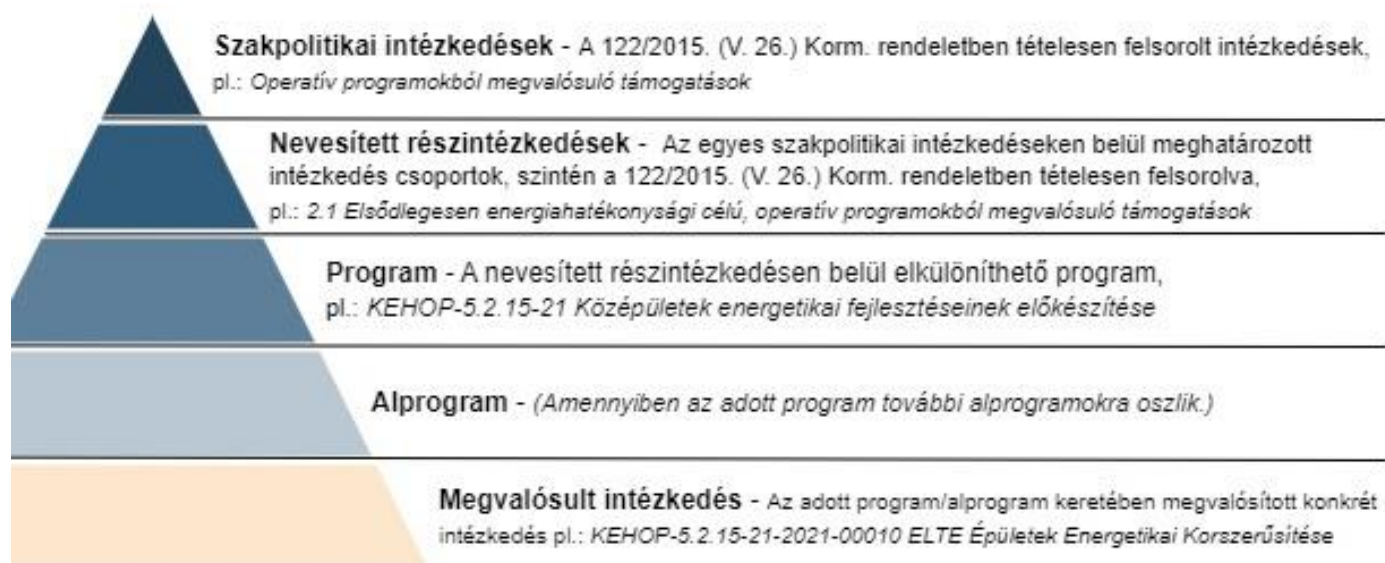 Szakpolitikai intézkedések - A 122/2015. (V. 26.) Korm. rendeletben tételesen felsorolt intézkedések,
pl.: Operatív programokból megvalósuló támogatások
Nevesített részintézkedések - Az egyes szakpolitikai intézkedéseken belül meghatározott
intézkedés csoportok, szintén a 122/2015. (V. 26.) Korm. rendeletben tételesen felsorolva,
pl.: 2.1 Elsődlegesen energiahatékonysági célú, operatív programokból megvalósuló támogatások
Program - A nevesített részintézkedésen belül elkülöníthető program,
pl.: KEHOP-5.2.15-21 Középületek energetikai fejlesztéseinek előkészítése
Alprogram - (Amennyiben az adott program további alprogramokra oszlik.)
Megvalósult intézkedés - Az adott program/alprogram keretében megvalósított konkrét
intézkedés pl.: KEHOP-5.2.15-21-2021-00010 ELTE Épületek Energetikai Korszerűsítése